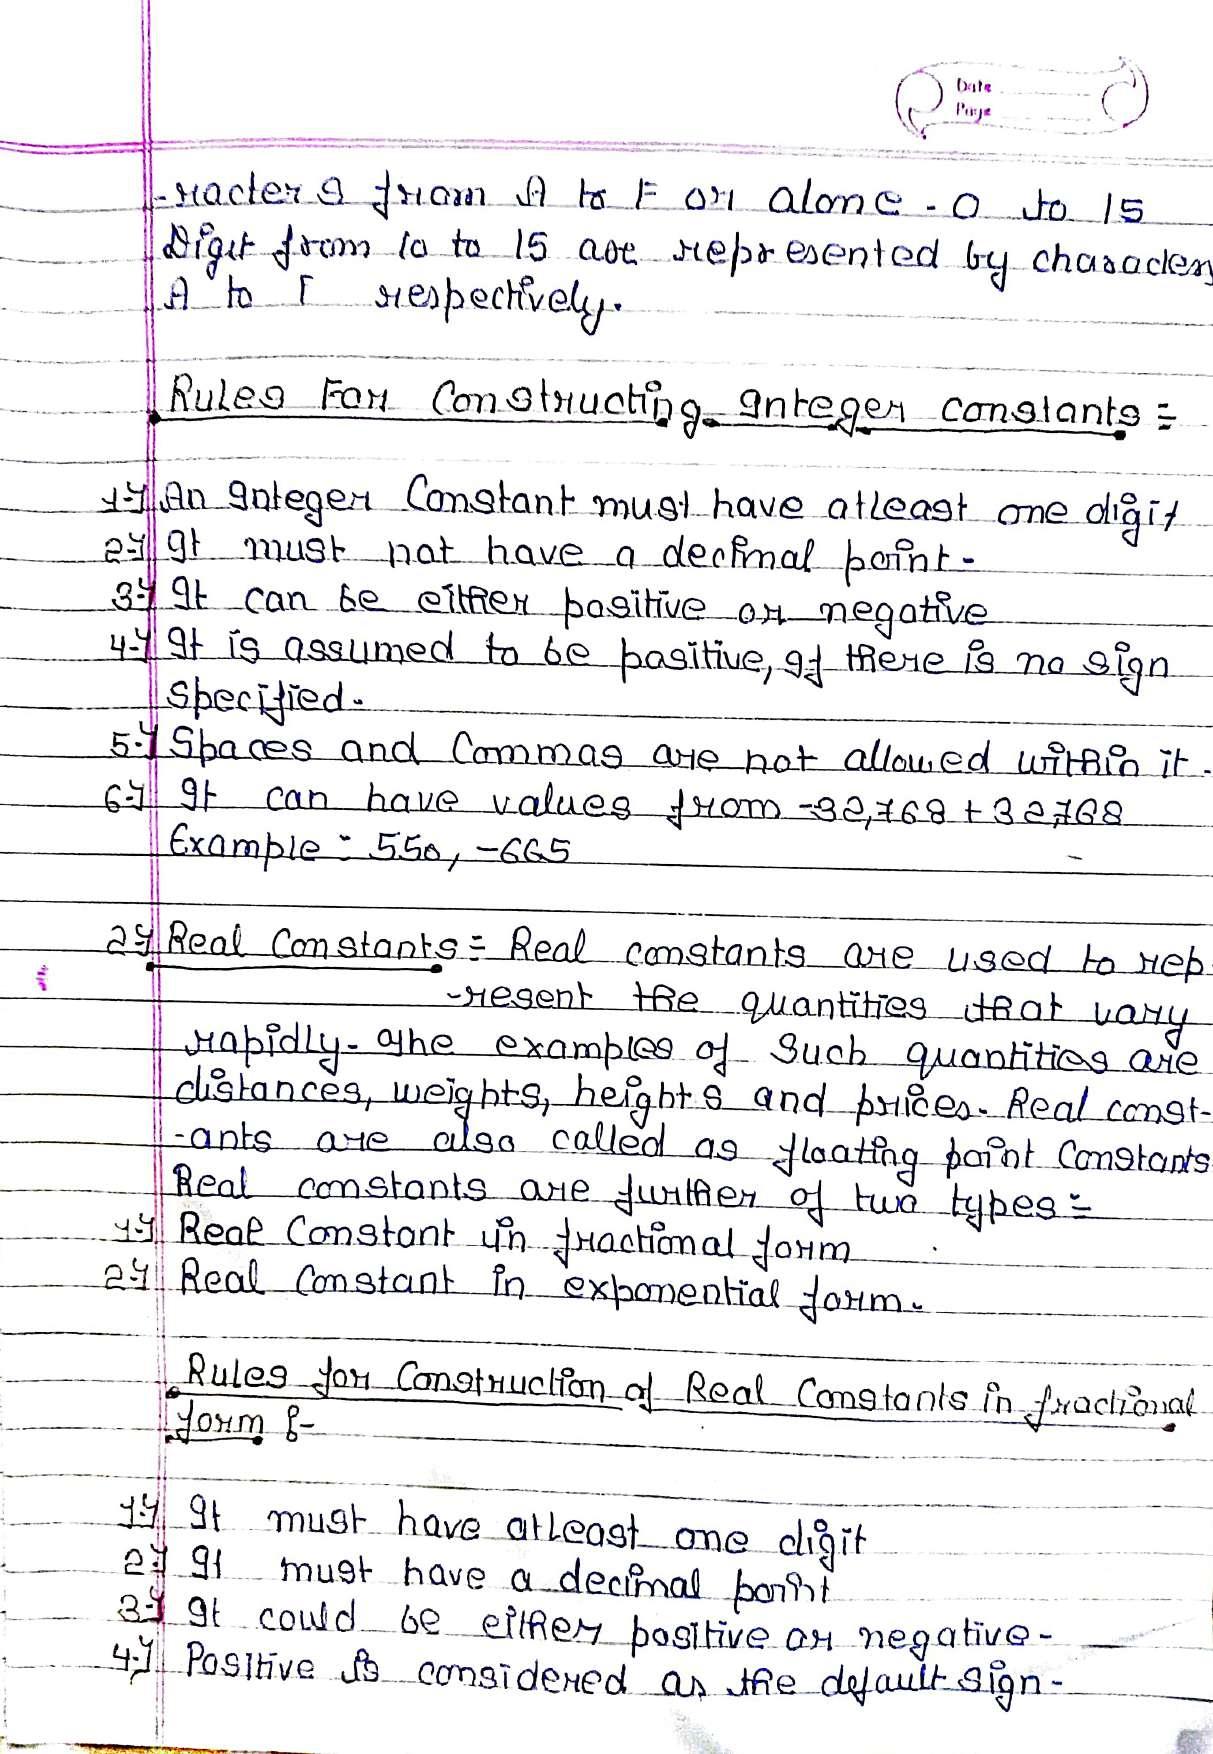 Date
Page
-racters from A to F or alone - 0 to 15
Digit from 10 to 15 are represented by character
A to F respectively.
Rules For Constructing Integer Constants =
1-) An Integer Constant must have atleast one digit
2-) It must not have a decimal point -
3-) It can be either positive or negative
4-) It is assumed to be positive, if there is no sign
specified -
5-) Spaces and Commas are not allowed within it -
6-) It can have values from -32,768 + 32,768
Example : 550, -665
2) Real Constants = Real constants are used to rep
-resent the quantities that vary
rapidly - The examples of such quantities are
distances, weights, heights and prices. Real const-
-ants are also called as floating point Constants
Real constants are further of two types =
1-) Real Constant in fractional form
2-) Real Constant in exponential form.
Rules for Construction of Real Constants in fractional
form :-
1-) It must have atleast one digit
2-) It must have a decimal point
3-) It could be either positive or negative -
4-) Positive is considered as the default sign -